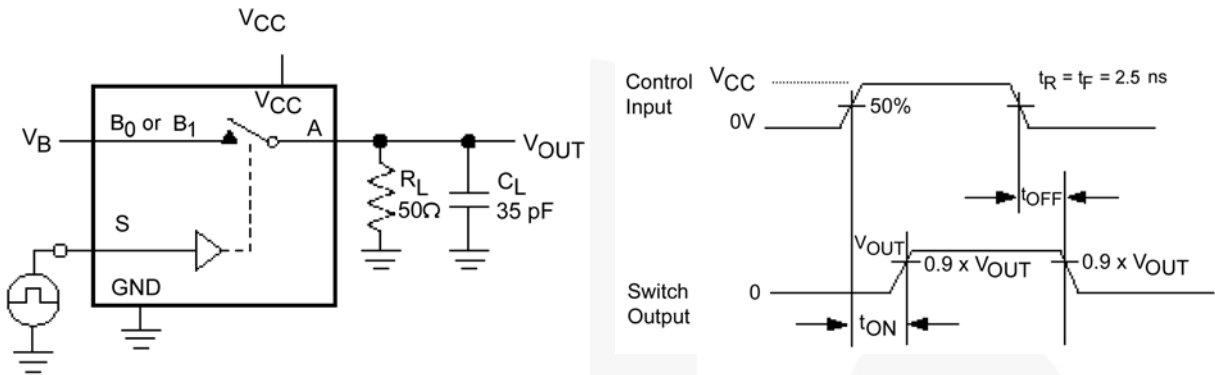 VCC
VCC
VB
B0 or B1
A
VOUT
RL
50Ω
CL
35 pF
S
GND
Control
Input
VCC
0V
50%
tR = tF = 2.5 ns
tOFF
VOUT
0.9 x VOUT
0.9 x VOUT
0
Switch
Output
tON